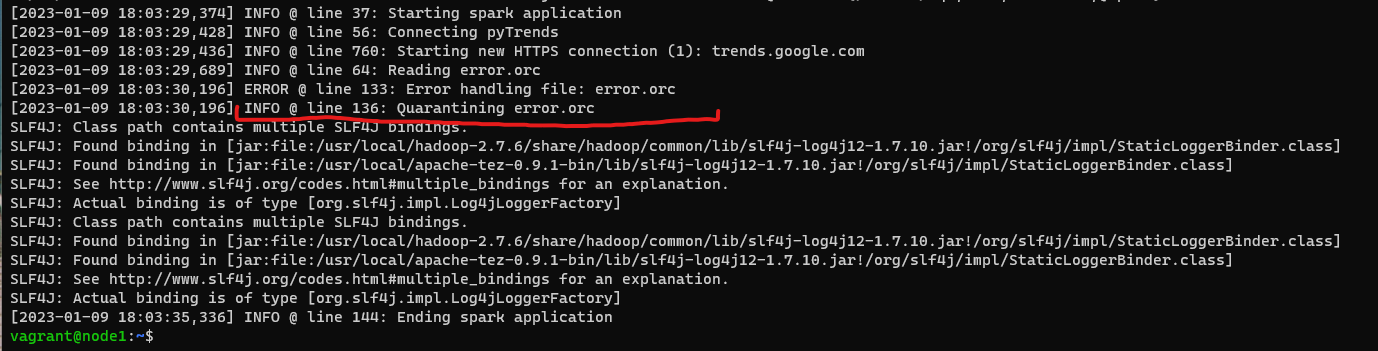 [2023-01-09 18:03:29,374] INFO @ line 37: Starting spark application
[2023-01-09 18:03:29,428] INFO @ line 56: Connecting pyTrends
[2023-01-09 18:03:29,436] INFO @ line 760: Starting new HTTPS connection (1): trends.google.com
[2023-01-09 18:03:29,689] INFO @ line 64: Reading error.orc
[2023-01-09 18:03:30,196] ERROR @ line 133: Error handling file: error.orc
[2023-01-09 18:03:30,196] INFO @ line 136: Quarantining error.orc
SLF4J: Class path contains multiple SLF4J bindings.
SLF4J: Found binding in [jar:file:/usr/local/hadoop-2.7.6/share/hadoop/common/lib/slf4j-log4j12-1.7.10.jar!/org/slf4j/impl/StaticLoggerBinder.class]
SLF4J: Found binding in [jar:file:/usr/local/apache-tez-0.9.1-bin/lib/slf4j-log4j12-1.7.10.jar!/org/slf4j/impl/StaticLoggerBinder.class]
SLF4J: See http://www.slf4j.org/codes.html#multiple_bindings for an explanation.
SLF4J: Actual binding is of type [org.slf4j.impl.Log4jLoggerFactory]
SLF4J: Class path contains multiple SLF4J bindings.
SLF4J: Found binding in [jar:file:/usr/local/hadoop-2.7.6/share/hadoop/common/lib/slf4j-log4j12-1.7.10.jar!/org/slf4j/impl/StaticLoggerBinder.class]
SLF4J: Found binding in [jar:file:/usr/local/apache-tez-0.9.1-bin/lib/slf4j-log4j12-1.7.10.jar!/org/slf4j/impl/StaticLoggerBinder.class]
SLF4J: See http://www.slf4j.org/codes.html#multiple_bindings for an explanation.
SLF4J: Actual binding is of type [org.slf4j.impl.Log4jLoggerFactory]
[2023-01-09 18:03:35,336] INFO @ line 144: Ending spark application
vagrant@node1:~$